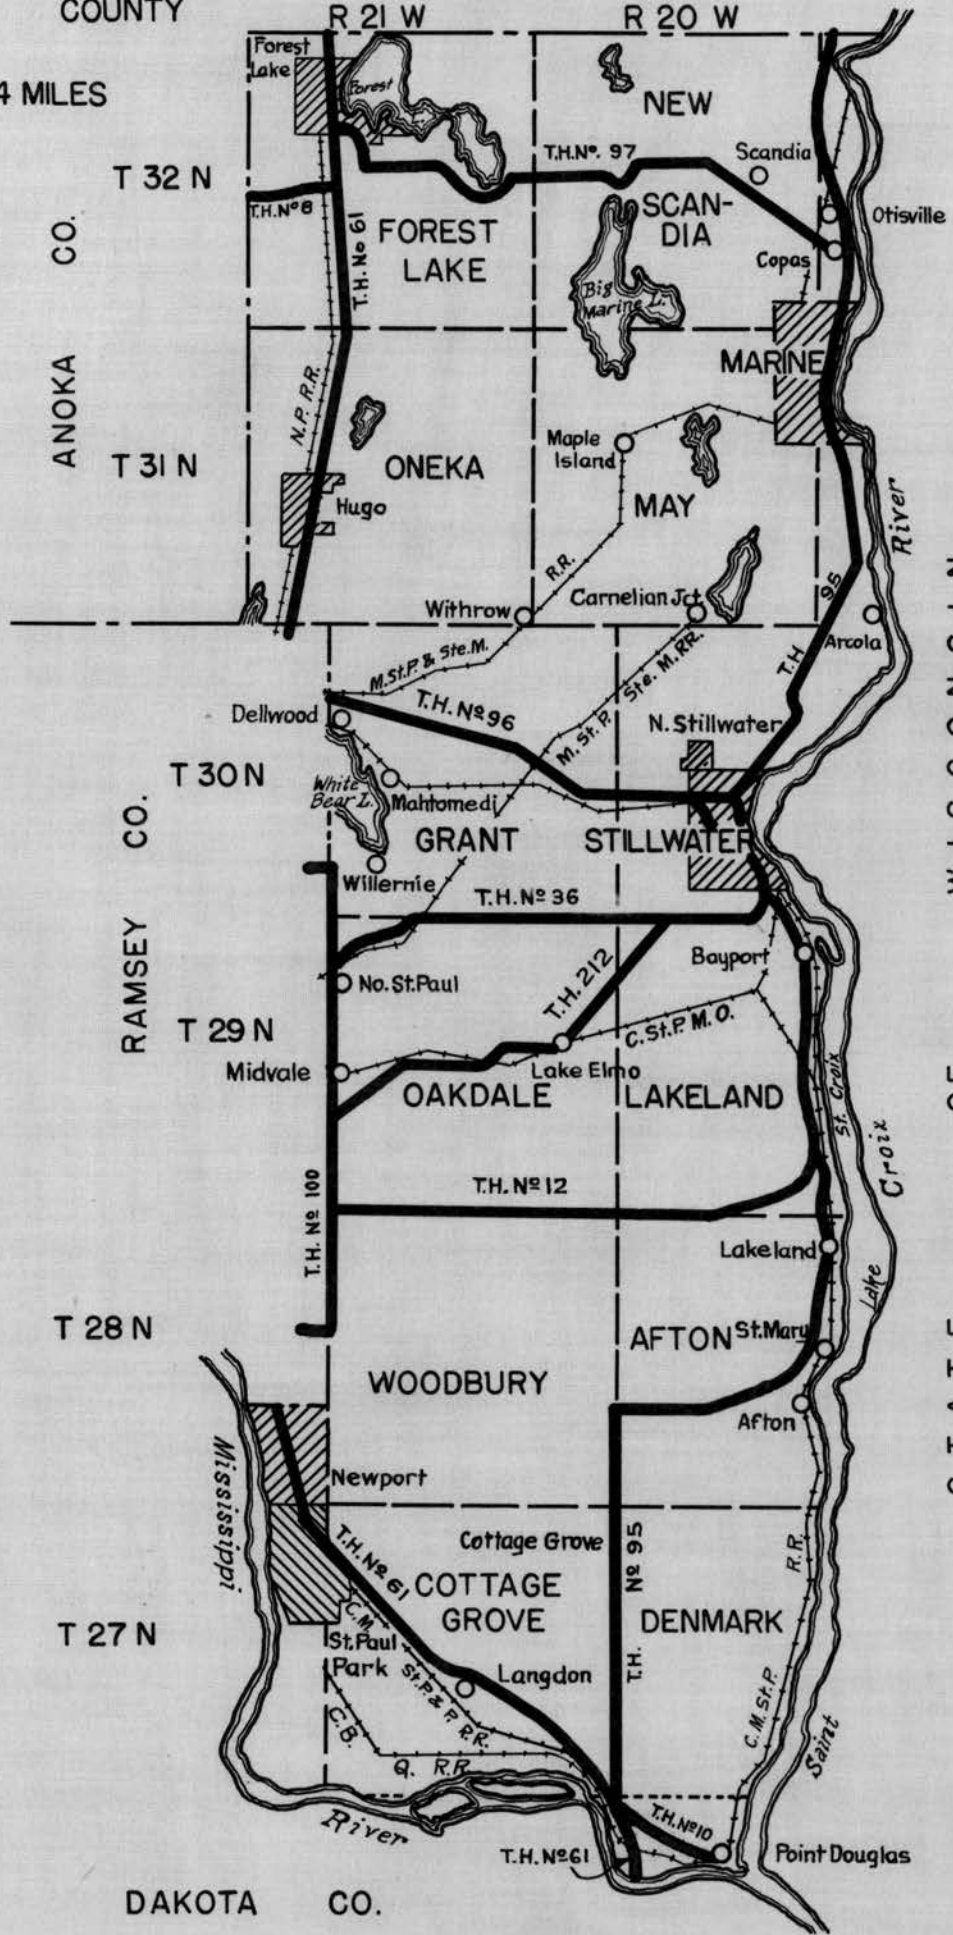 COUNTY
R 21 W
R 20 W
4 MILES
Forest
Lake
Forest
NEW
T 32 N
T.H.Nº. 97
Scandia
T.H.Nº 8
SCAN-
DIA
Otisville
CO.
T.H. No 61
FOREST
LAKE
Copas
Big
Marine L.
MARINE
ANOKA
N.P. R.R.
T 31 N
ONEKA
Maple
Island
Hugo
MAY
River
R.R.
95
Withrow
Carnelian Jct.
Arcola
M.St.P. & Ste.M.
Ste. M. RR.
T.H
Dellwood
T.H. Nº 96
M. St. P.
N. Stillwater
T 30 N
White
Bear L.
Mahtomedi
CO.
GRANT
STILLWATER
Willernie
T.H. Nº 36
RAMSEY
Bayport
No. St. Paul
T.H. 212
T 29 N
C. St. P. M. O.
Midvale
Lake Elmo
St. Croix
OAKDALE
LAKELAND
Croix
T.H. Nº 100
T.H. Nº 12
Lakeland
Lake
T 28 N
AFTON
St. Mary
WOODBURY
Afton
Mississippi
Newport
T.H. Nº 61
Cottage Grove
Nº 95
R.R.
COTTAGE
GROVE
DENMARK
T 27 N
C.M.
St. P. & P. R.R.
St. Paul
Park
Langdon
T.H.
C.B.
Q. R.R.
C. M. St. P.
Saint
River
T.H. Nº 10
T.H. Nº 61
Point Douglas
DAKOTA CO.